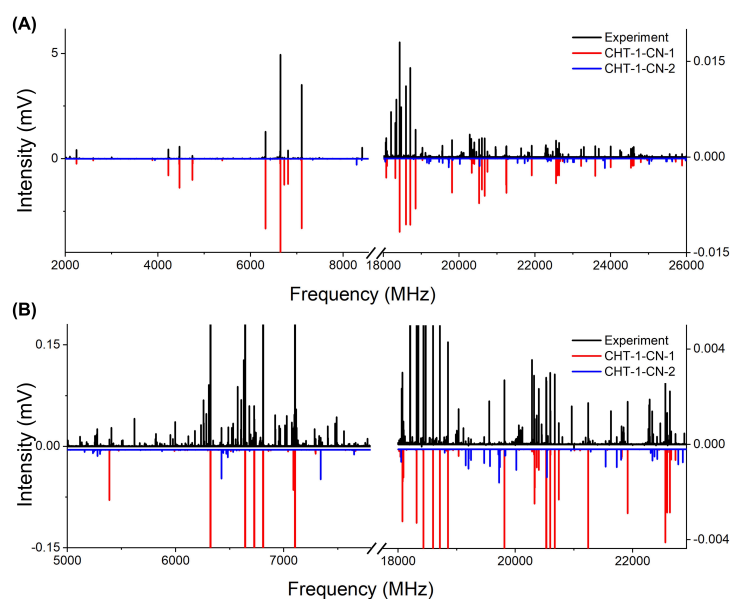 (A)
Experiment
CHT-1-CN-1
CHT-1-CN-2
Intensity (mV)
5
0
0.015
0.000
-0.015
2000 4000 6000 8000 18000 20000 22000 24000 26000
Frequency (MHz)
(B)
Experiment
CHT-1-CN-1
CHT-1-CN-2
Intensity (mV)
0.15
0.00
-0.15
0.004
0.000
-0.004
5000 6000 7000 18000 20000 22000
Frequency (MHz)